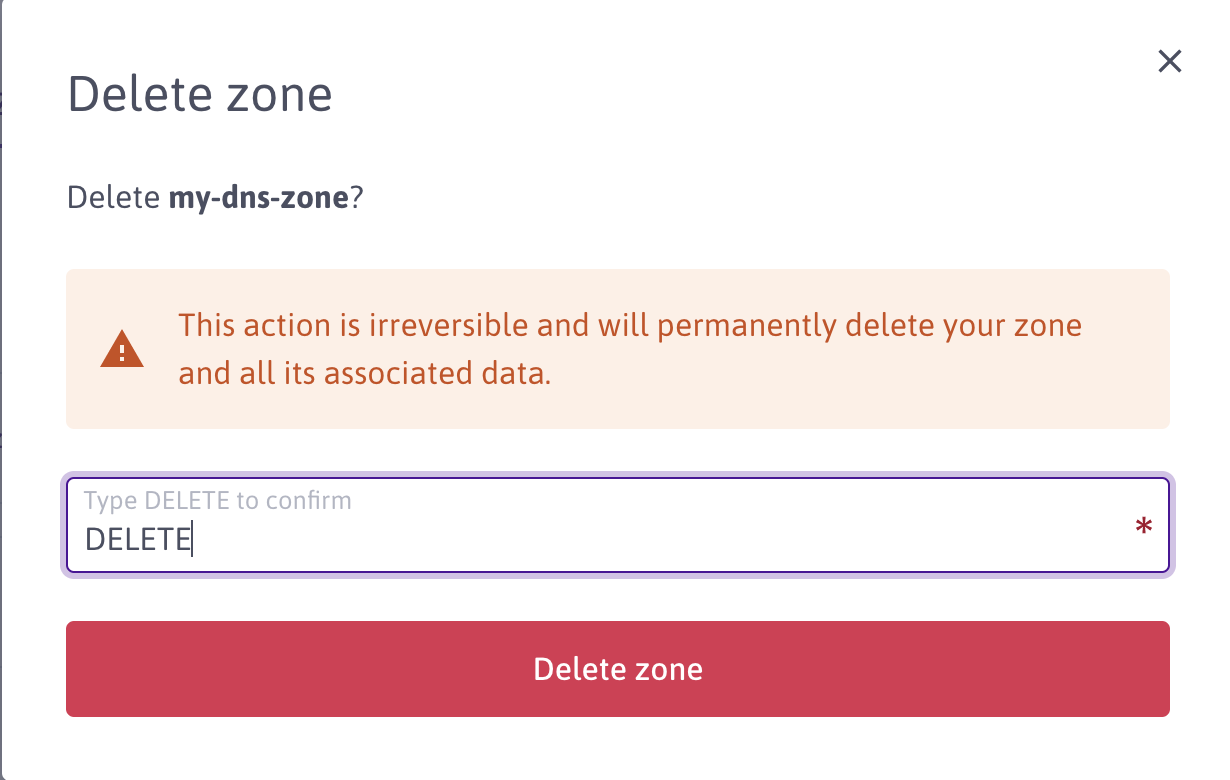 Delete zone
Delete my-dns-zone?
This action is irreversible and will permanently delete your zone
and all its associated data.
Type DELETE to confirm
DELETE
*
Delete zone